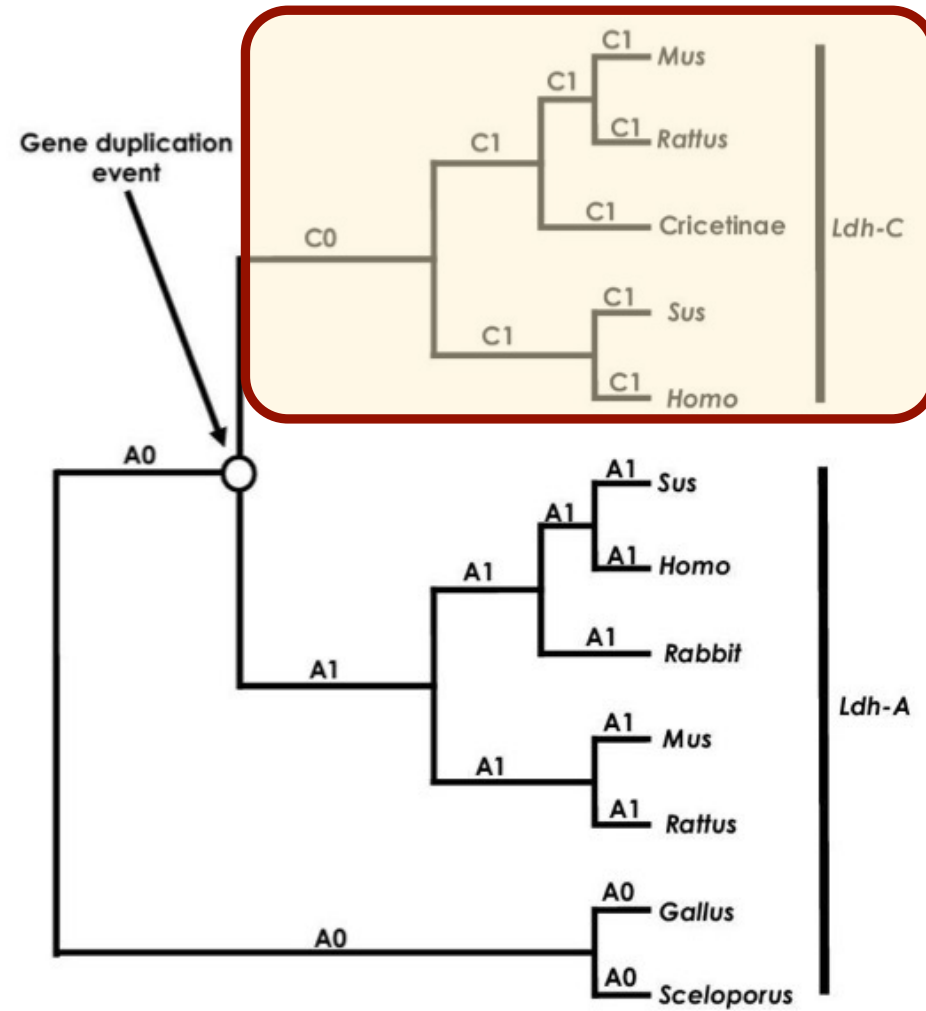 C1
Mus
C1
C1
Rattus
C1
Gene duplication
event
C1
Cricetinae
Ldh-C
C0
C1
Sus
C1
C1
Homo
A0
A1
Sus
A1
A1
Homo
A1
A1
Rabbit
A1
Ldh-A
A1
Mus
A1
A1
Rattus
A0
Gallus
A0
A0
Sceloporus